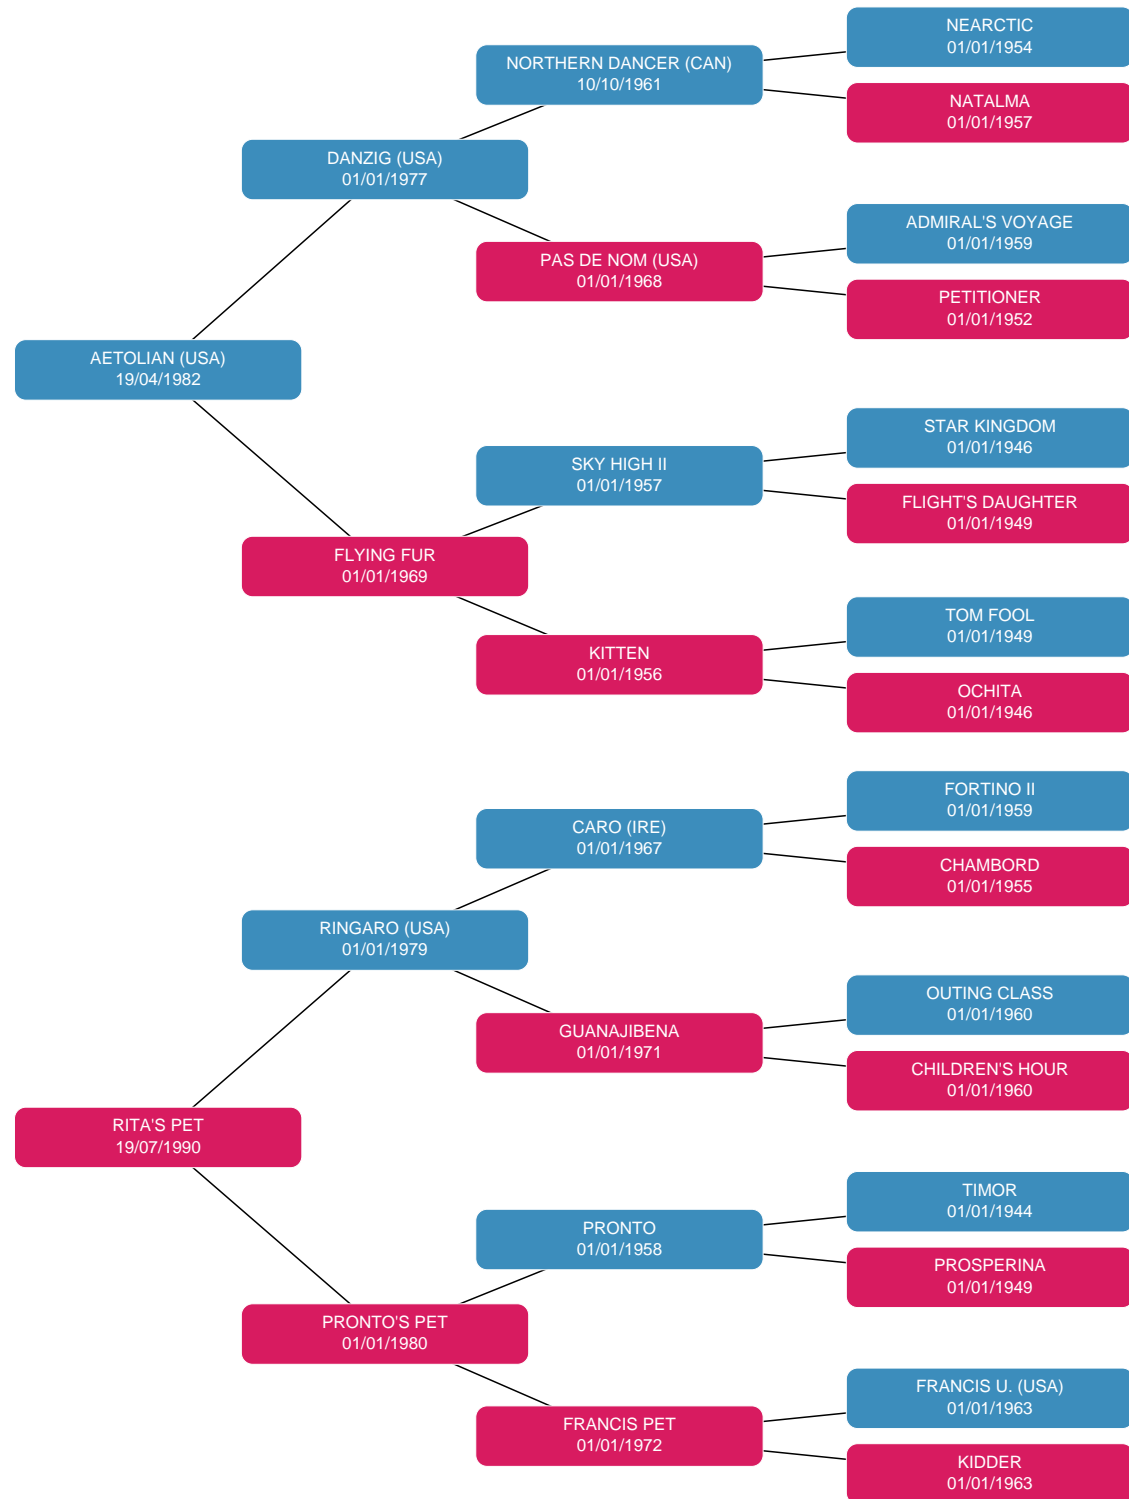 NEARCTIC
01/01/1954
NORTHERN DANCER (CAN)
10/10/1961
NATALMA
01/01/1957
DANZIG (USA)
01/01/1977
ADMIRAL'S VOYAGE
01/01/1959
PAS DE NOM (USA)
01/01/1968
PETITIONER
01/01/1952
AETOLIAN (USA)
19/04/1982
STAR KINGDOM
01/01/1946
SKY HIGH II
01/01/1957
FLIGHT'S DAUGHTER
01/01/1949
FLYING FUR
01/01/1969
TOM FOOL
01/01/1949
KITTEN
01/01/1956
OCHITA
01/01/1946
FORTINO II
01/01/1959
CARO (IRE)
01/01/1967
CHAMBORD
01/01/1955
RINGARO (USA)
01/01/1979
OUTING CLASS
01/01/1960
GUANAJIBENA
01/01/1971
CHILDREN'S HOUR
01/01/1960
RITA'S PET
19/07/1990
TIMOR
01/01/1944
PRONTO
01/01/1958
PROSPERINA
01/01/1949
PRONTO'S PET
01/01/1980
FRANCIS U. (USA)
01/01/1963
FRANCIS PET
01/01/1972
KIDDER
01/01/1963